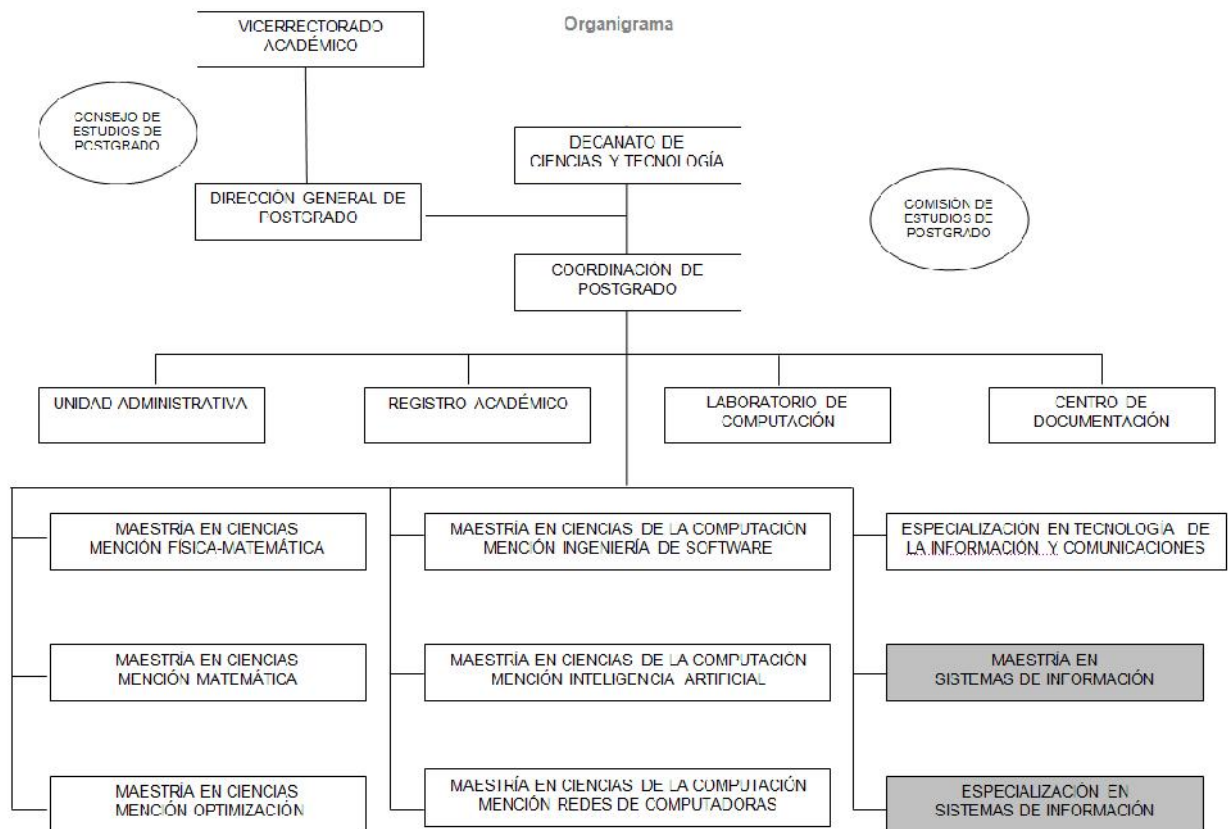 Organigrama
VICERRECTORADO
ACADÉMICO
CONSEJO DE
ESTUDIOS DE
POSTGRADO
DECANATO DE
CIENCIAS Y TECNOLOGÍA
DIRECCIÓN GENERAL DE
POSTGRADO
COMISIÓN DE
ESTUDIOS DE
POSTGRADO
COORDINACIÓN DE
POSTGRADO
UNIDAD ADMINISTRATIVA
REGISTRO ACADÉMICO
LABORATORIO DE
COMPUTACIÓN
CENTRO DE
DOCUMENTACIÓN
MAESTRÍA EN CIENCIAS
MENCIÓN FÍSICA-MATEMÁTICA
MAESTRÍA EN CIENCIAS DE LA COMPUTACIÓN
MENCIÓN INGENIERÍA DE SOFTWARE
ESPECIALIZACIÓN EN TECNOLOGÍA DE
LA INFORMACIÓN Y COMUNICACIONES
MAESTRÍA EN CIENCIAS
MENCIÓN MATEMÁTICA
MAESTRÍA EN CIENCIAS DE LA COMPUTACIÓN
MENCIÓN INTELIGENCIA ARTIFICIAL
MAESTRÍA EN
SISTEMAS DE INFORMACIÓN
MAESTRÍA EN CIENCIAS
MENCIÓN OPTIMIZACIÓN
MAESTRÍA EN CIENCIAS DE LA COMPUTACIÓN
MENCIÓN REDES DE COMPUTADORAS
ESPECIALIZACIÓN EN
SISTEMAS DE INFORMACIÓN